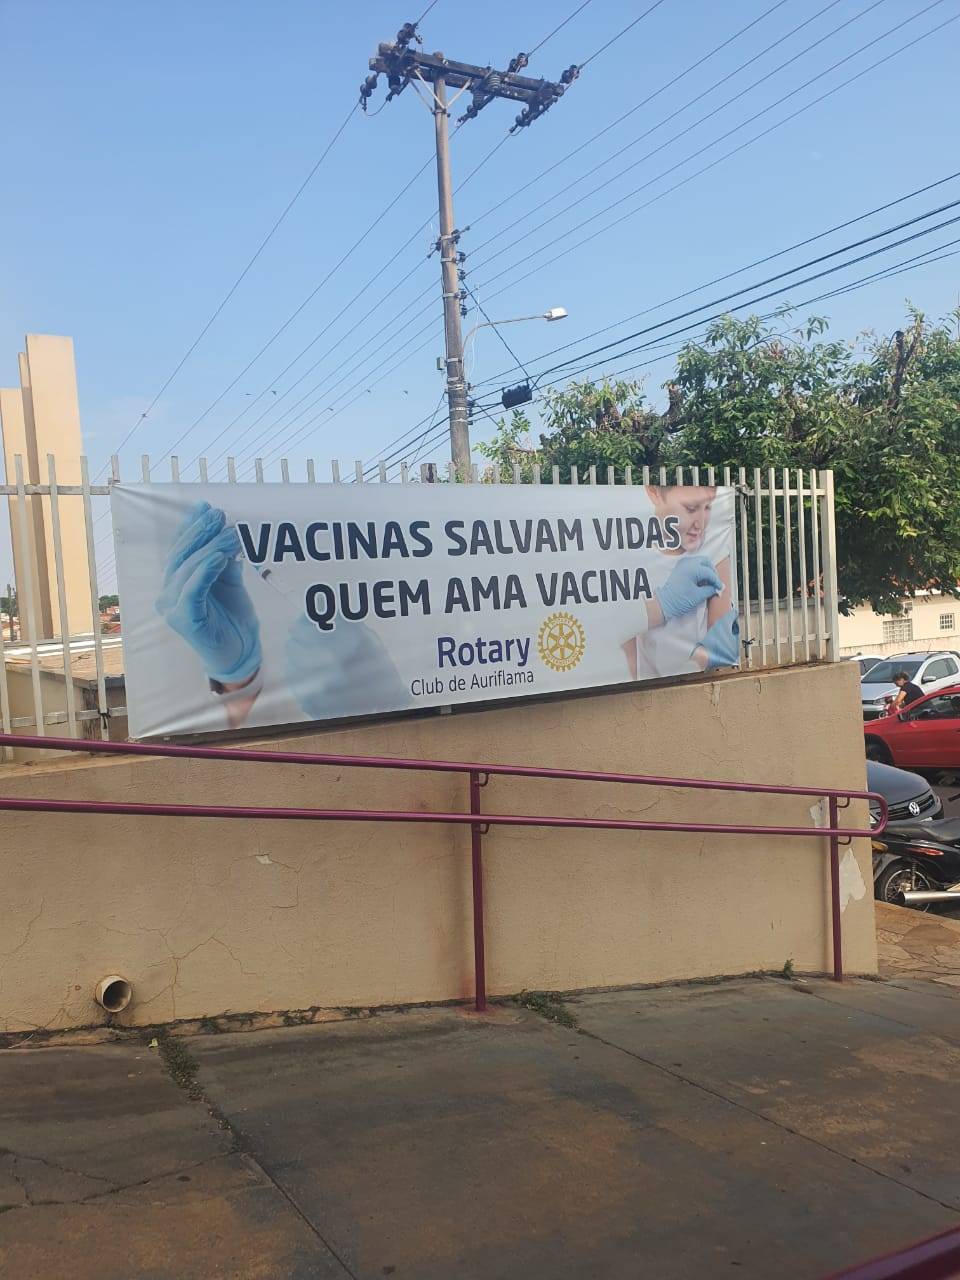 VACINAS SALVAM VIDAS
QUEM AMA VACINA
Rotary
Club de Auriflama